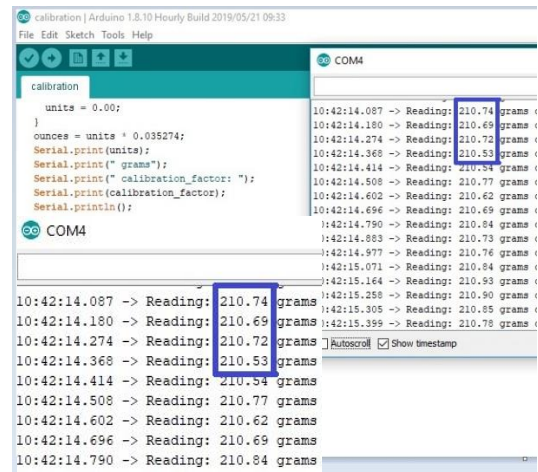 calibration | Arduino 1.8.10 Hourly Build 2019/05/21 09:33
File Edit Sketch Tools Help
calibration
units = 0.00;
}
ounces = units * 0.035274;
Serial.print(units);
Serial.print(" grams");
Serial.print(" calibration_factor: ");
Serial.print(calibration_factor);
Serial.println();
COM4
10:42:14.087 -> Reading: 210.74 grams
10:42:14.180 -> Reading: 210.69 grams
10:42:14.274 -> Reading: 210.72 grams
10:42:14.368 -> Reading: 210.53 grams
10:42:14.414 -> Reading: 210.54 grams
10:42:14.508 -> Reading: 210.77 grams
10:42:14.602 -> Reading: 210.62 grams
10:42:14.696 -> Reading: 210.69 grams
10:42:14.790 -> Reading: 210.84 grams
10:42:14.883 -> Reading: 210.73 grams
10:42:14.977 -> Reading: 210.76 grams
10:42:15.071 -> Reading: 210.84 grams
10:42:15.164 -> Reading: 210.93 grams
10:42:15.258 -> Reading: 210.90 grams
10:42:15.305 -> Reading: 210.85 grams
10:42:15.399 -> Reading: 210.78 grams
Autoscroll Show timestamp
COM4
10:42:14.087 -> Reading: 210.74 grams
10:42:14.180 -> Reading: 210.69 grams
10:42:14.274 -> Reading: 210.72 grams
10:42:14.368 -> Reading: 210.53 grams
10:42:14.414 -> Reading: 210.54 grams
10:42:14.508 -> Reading: 210.77 grams
10:42:14.602 -> Reading: 210.62 grams
10:42:14.696 -> Reading: 210.69 grams
10:42:14.790 -> Reading: 210.84 grams